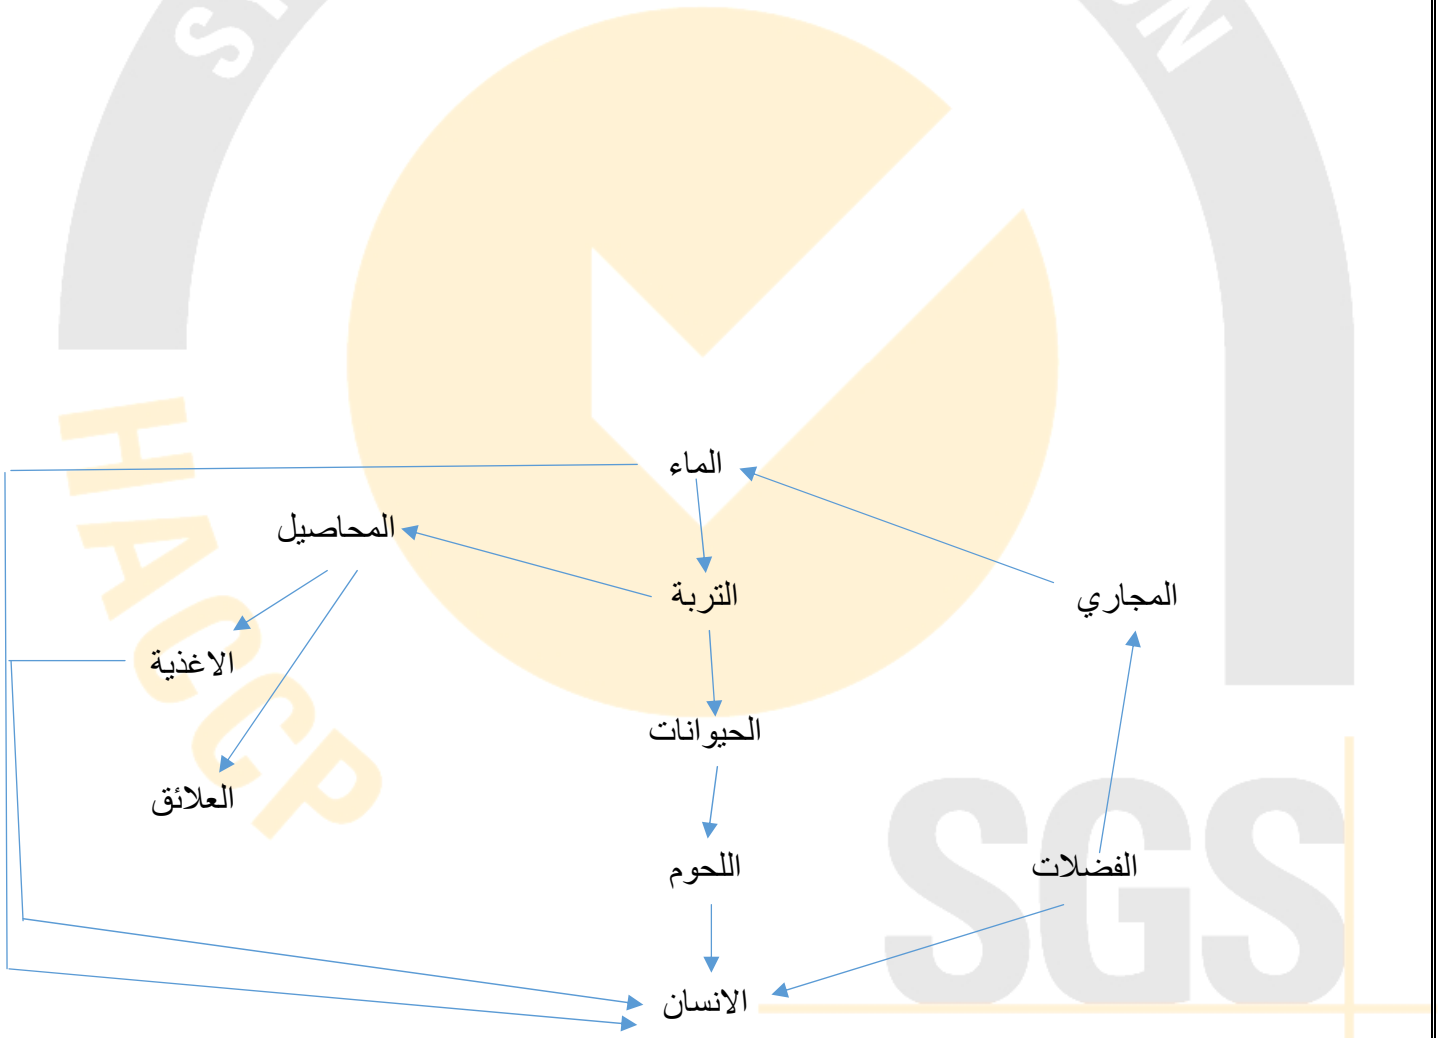 الماء
المحاصيل
التربة
المجاري
الاغذية
الحيوانات
العلائق
اللحوم
الفضلات
الانسان
HACCP
SGS